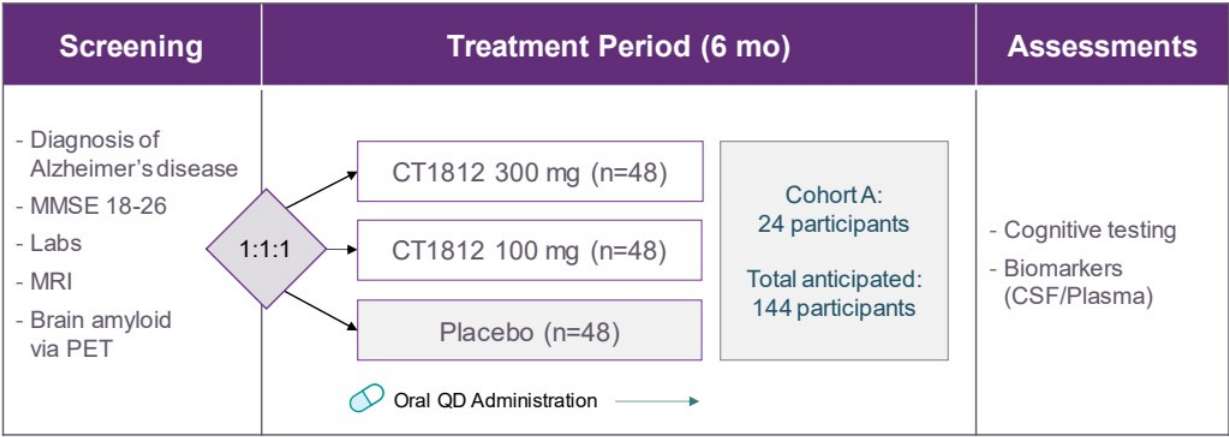 Screening
Treatment Period (6 mo)
Assessments
- Diagnosis of
Alzheimer's disease
- MMSE 18-26
- Labs
- MRI
- Brain amyloid
via PET
1:1:1
CT1812 300 mg (n=48)
CT1812 100 mg (n=48)
Placebo (n=48)
Cohort A:
24 participants
Total anticipated:
144 participants
Oral QD Administration
- Cognitive testing
- Biomarkers
(CSF/Plasma)